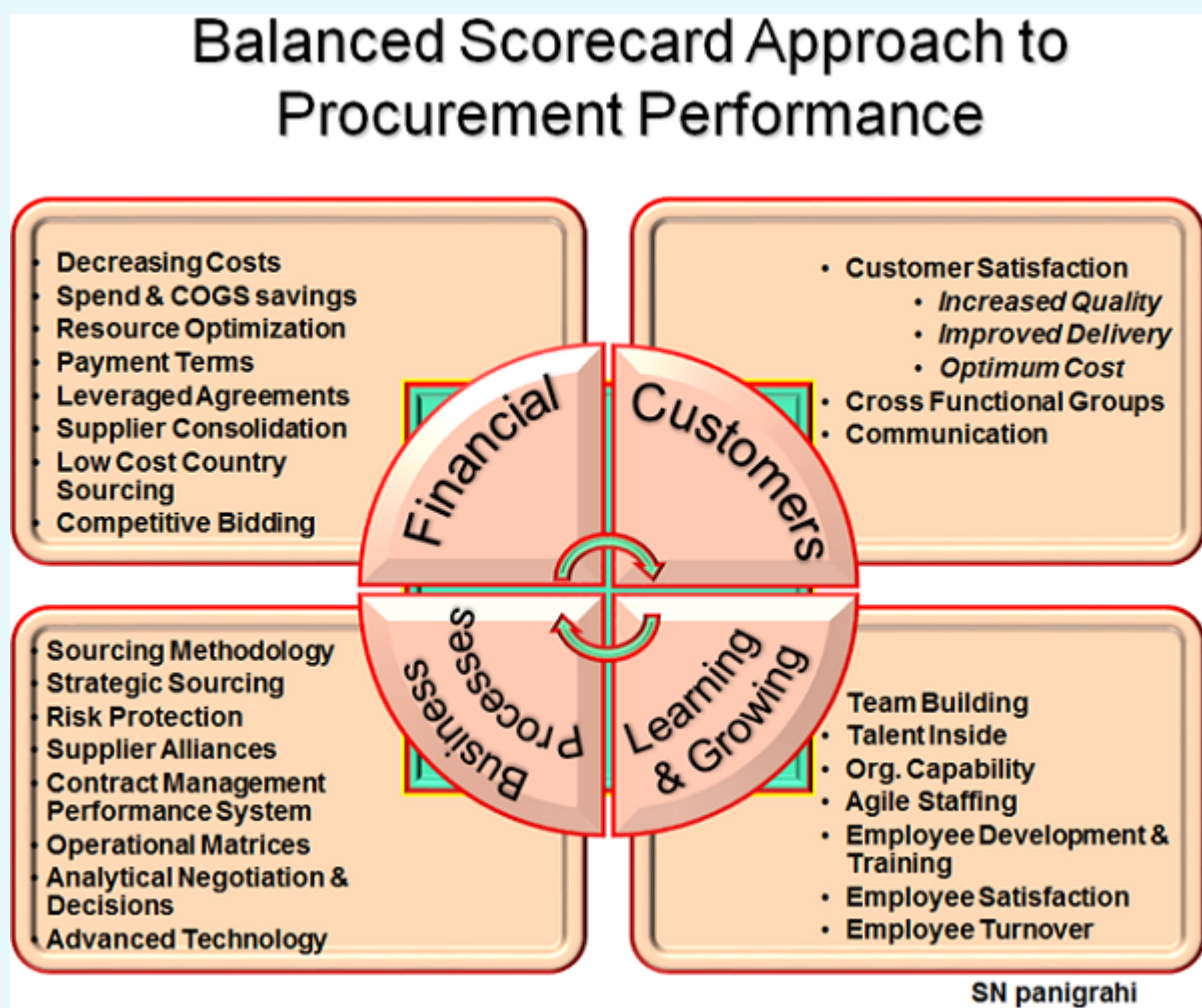 Balanced Scorecard Approach to
Procurement Performance
• Decreasing Costs
• Spend & COGS savings
• Resource Optimization
• Payment Terms
• Leveraged Agreements
• Supplier Consolidation
• Low Cost Country
Sourcing
• Competitive Bidding
• Customer Satisfaction
• Increased Quality
• Improved Delivery
• Optimum Cost
• Cross Functional Groups
• Communication
Financial
Customers
Business
Processes
Learning
& Growing
• Sourcing Methodology
• Strategic Sourcing
• Risk Protection
• Supplier Alliances
• Contract Management
Performance System
• Operational Matrices
• Analytical Negotiation &
Decisions
• Advanced Technology
Team Building
• Talent Inside
• Org. Capability
• Agile Staffing
• Employee Development &
Training
• Employee Satisfaction
• Employee Turnover
SN panigrahi